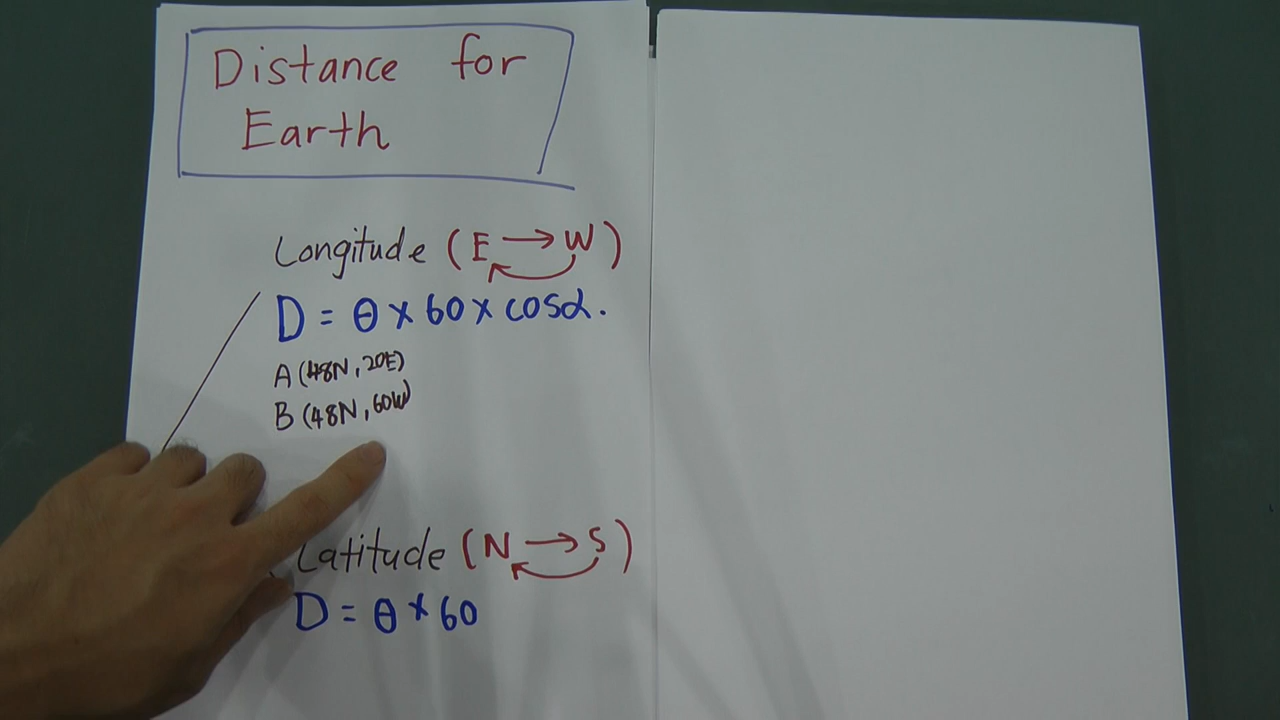 Distance for
Earth
Longitude (E → W)
D = θ × 60 × cosα.
A (48N, 20E)
B (48N, 60W)
Latitude (N → S)
D = θ × 60